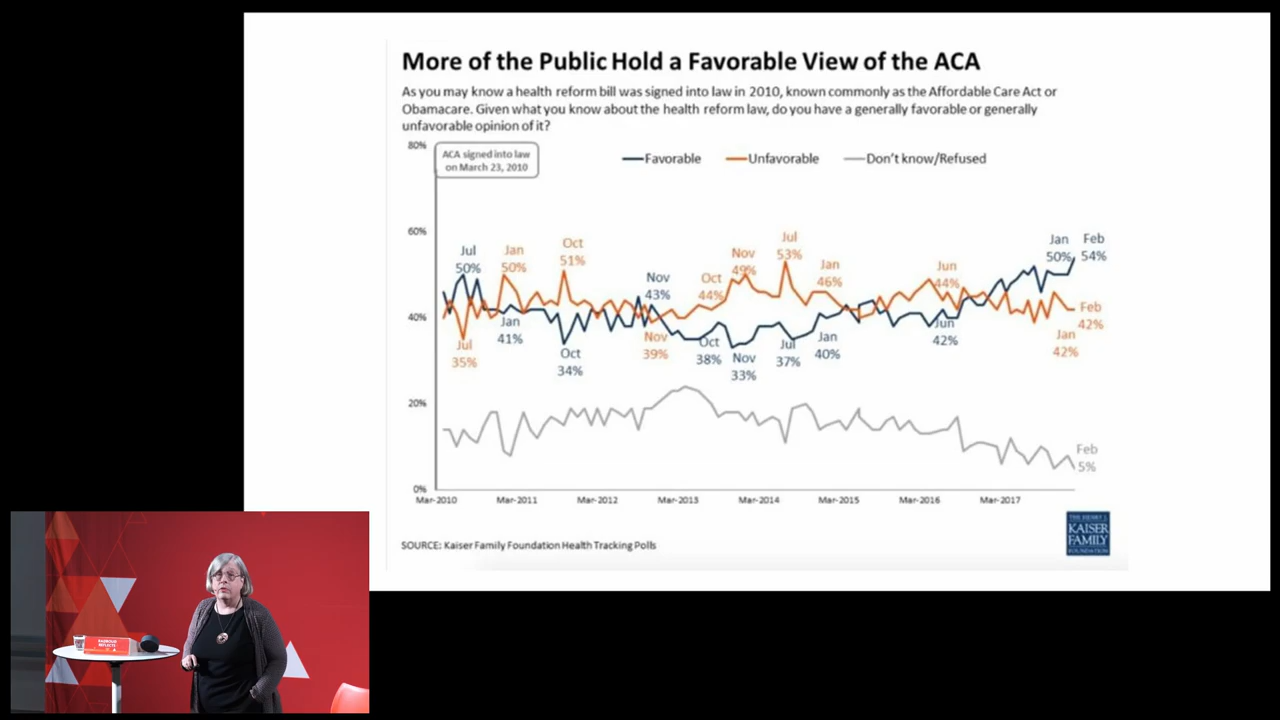 More of the Public Hold a Favorable View of the ACA
As you may know a health reform bill was signed into law in 2010, known commonly as the Affordable Care Act or
Obamacare. Given what you know about the health reform law, do you have a generally favorable or generally
unfavorable opinion of it?
80%
ACA signed into law
on March 23, 2010
Favorable
Unfavorable
Don't know/Refused
60%
Jul
50%
Jan
50%
Oct
51%
Nov
43%
Oct
44%
Nov
49%
Jul
53%
Jan
46%
Jun
44%
Jan
50%
Feb
54%
40%
Jul
35%
Jan
41%
Oct
34%
Nov
39%
Oct
38%
Nov
33%
Jul
37%
Jan
40%
Jun
42%
Jan
42%
Feb
42%
20%
Feb
5%
0%
Mar-2010
Mar-2011
Mar-2012
Mar-2013
Mar-2014
Mar-2015
Mar-2016
Mar-2017
SOURCE: Kaiser Family Foundation Health Tracking Polls
THE HENRY J.
KAISER
FAMILY
FOUNDATION